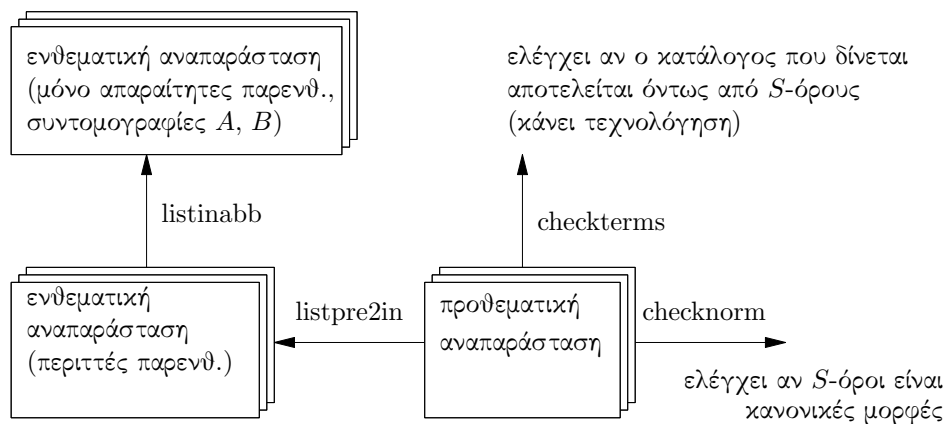 ενθεματική αναπαράσταση
(μόνο απαραίτητες παρενθ.,
συντομογραφίες A, B)
ελέγχει αν ο κατάλογος που δίνεται
αποτελείται όντως από S-όρους
(κάνει τεχνολόγηση)
listinabb
checkterms
ενθεματική
αναπαράσταση
(περιττές παρενθ.)
listpre2in
προθεματική
αναπαράσταση
checknorm
ελέγχει αν S-όροι είναι
κανονικές μορφές